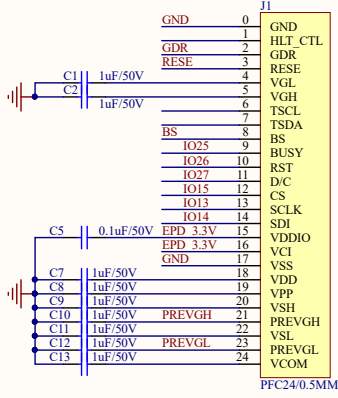 J1
GND 0 GND
1 HLT_CTL
GDR 2 GDR
RESE 3 RESE
C1 1uF/50V 4 VGL
C2 1uF/50V 5 VGH
6 TSCL
7 TSDA
BS 8 BS
IO25 9 BUSY
IO26 10 RST
IO27 11 D/C
IO15 12 CS
IO13 13 SCLK
IO14 14 SDI
C5 0.1uF/50V EPD_3.3V 15 VDDIO
EPD_3.3V 16 VCI
GND 17 VSS
C7 1uF/50V 18 VDD
C8 1uF/50V 19 VPP
C9 1uF/50V 20 VSH
C10 1uF/50V PREVGH 21 PREVGH
C11 1uF/50V 22 VSL
C12 1uF/50V PREVGL 23 PREVGL
C13 1uF/50V 24 VCOM
PFC24/0.5MM